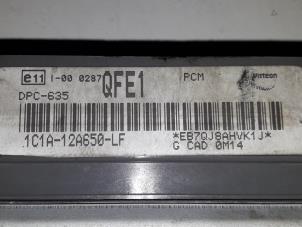 e11 I-00 0287 QFE1 PCM Visteon
DPC-635
1C1A-12A650-LF *EB7QJ8AHVK1J*
G CAD 0M14